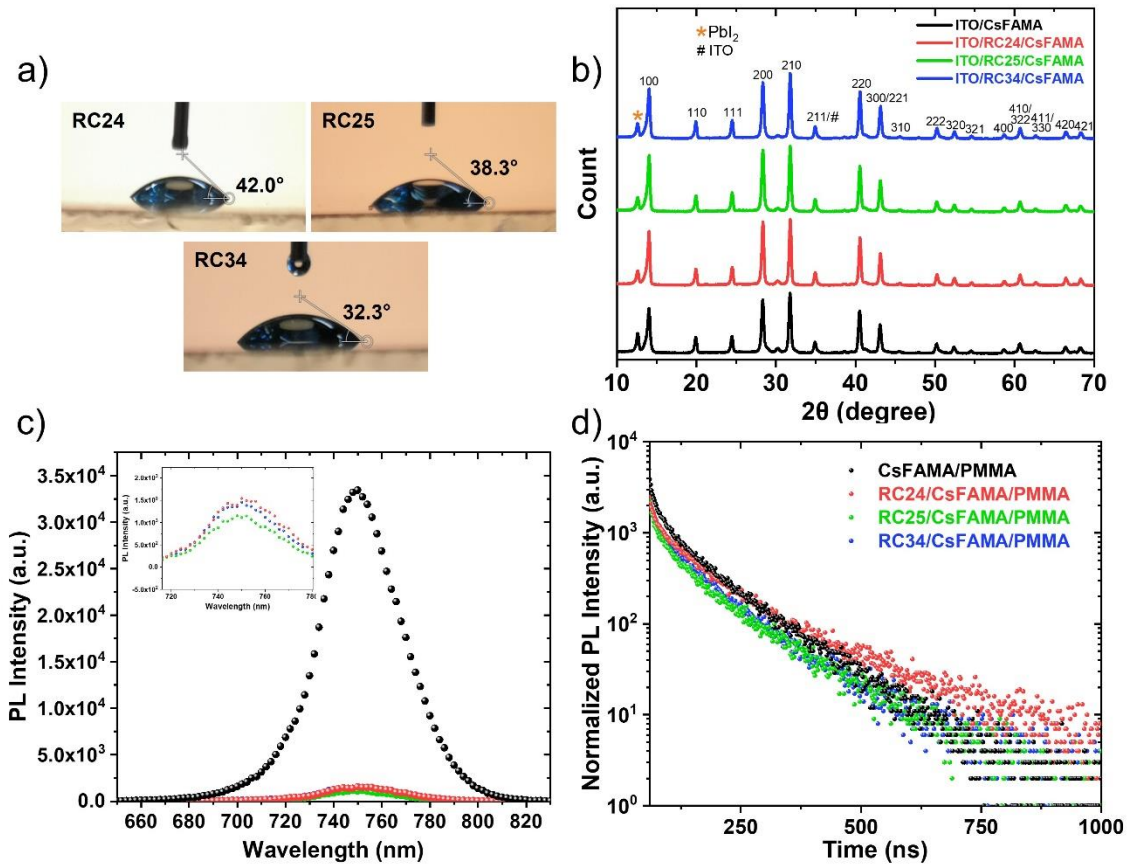 a)
RC24
42.0°
RC25
38.3°
RC34
32.3°
b)
*PbI₂
# ITO
ITO/CsFAMA
ITO/RC24/CsFAMA
ITO/RC25/CsFAMA
ITO/RC34/CsFAMA
*
100
110
111
200
210
211/#
220
300/221
310
222
320
321
400
410/
322
411/
330
420
421
Count
10 20 30 40 50 60 70
2θ (degree)
c)
PL Intensity (a.u.)
3.5x10⁴
3.0x10⁴
2.5x10⁴
2.0x10⁴
1.5x10⁴
1.0x10⁴
5.0x10³
0.0
660 680 700 720 740 760 780 800 820
Wavelength (nm)
PL Intensity (a.u.)
0.0
720 740 760 780
Wavelength (nm)
d)
Normalized PL Intensity (a.u.)
10⁴
10³
10²
10¹
10⁰
CsFAMA/PMMA
RC24/CsFAMA/PMMA
RC25/CsFAMA/PMMA
RC34/CsFAMA/PMMA
250 500 750 1000
Time (ns)